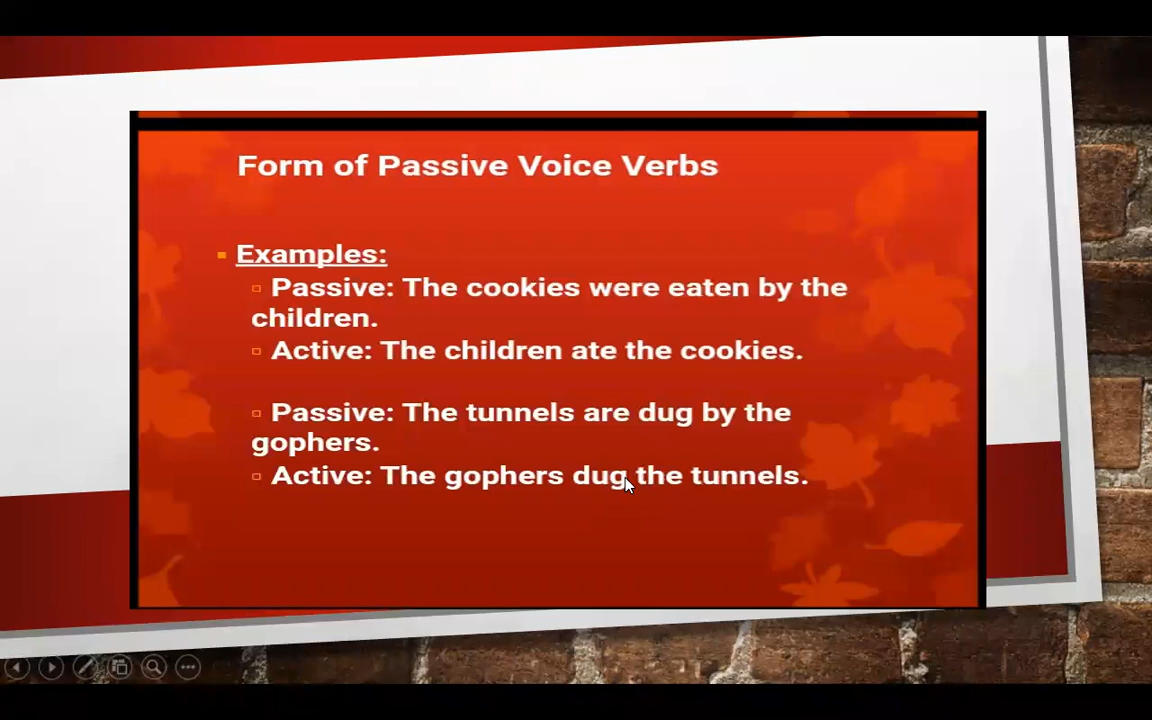 Form of Passive Voice Verbs
Examples:
Passive: The cookies were eaten by the
children.
Active: The children ate the cookies.
Passive: The tunnels are dug by the
gophers.
Active: The gophers dug the tunnels.